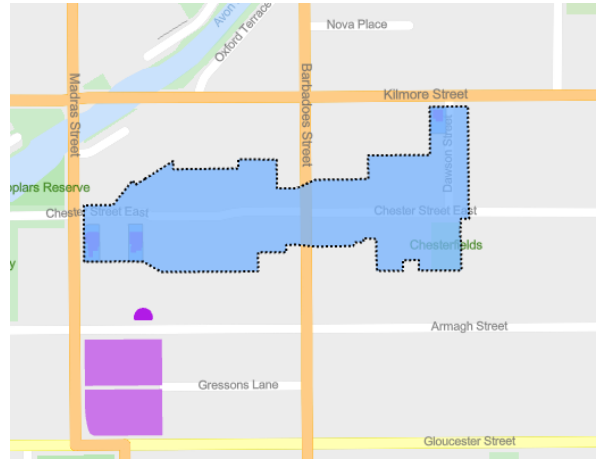 Avon
Oxford Terrace
Nova Place
Madras Street
Barbadoes Street
Kilmore Street
Dawson Street
oplars Reserve
Chester Street East
Chester Street East
Chesterfields
y
Armagh Street
Gressons Lane
Gloucester Street